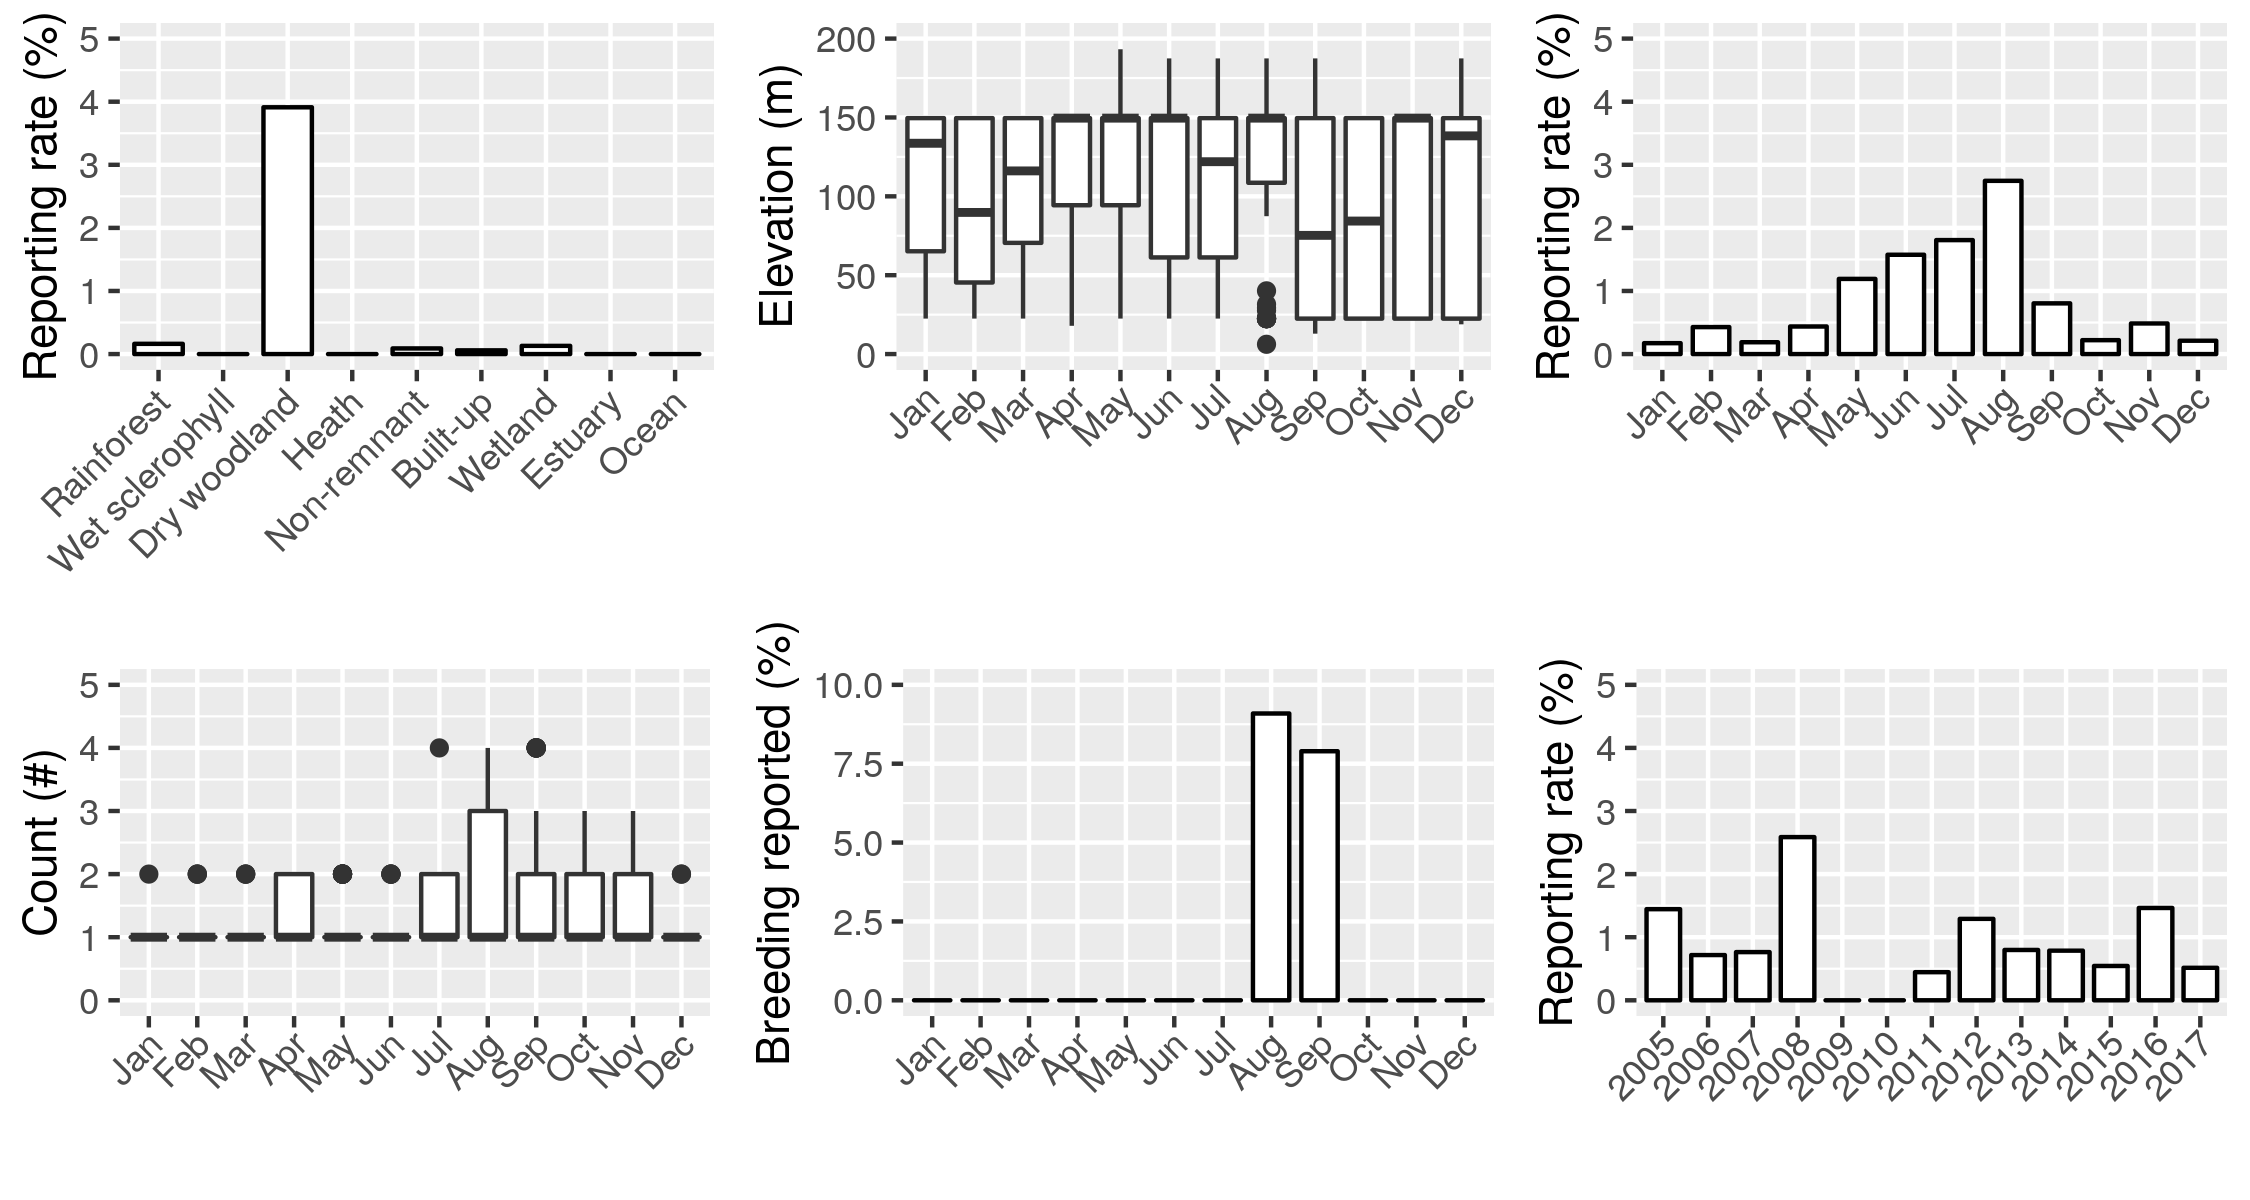 Reporting rate (%)
5
4
3
2
1
0
Rainforest
Wet sclerophyll
Dry woodland
Heath
Non-remnant
Built-up
Wetland
Estuary
Ocean
Elevation (m)
200
150
100
50
0
Jan
Feb
Mar
Apr
May
Jun
Jul
Aug
Sep
Oct
Nov
Dec
Reporting rate (%)
5
4
3
2
1
0
Jan
Feb
Mar
Apr
May
Jun
Jul
Aug
Sep
Oct
Nov
Dec
Count (#)
5
4
3
2
1
0
Jan
Feb
Mar
Apr
May
Jun
Jul
Aug
Sep
Oct
Nov
Dec
Breeding reported (%)
10.0
7.5
5.0
2.5
0.0
Jan
Feb
Mar
Apr
May
Jun
Jul
Aug
Sep
Oct
Nov
Dec
Reporting rate (%)
5
4
3
2
1
0
2005
2006
2007
2008
2009
2010
2011
2012
2013
2014
2015
2016
2017